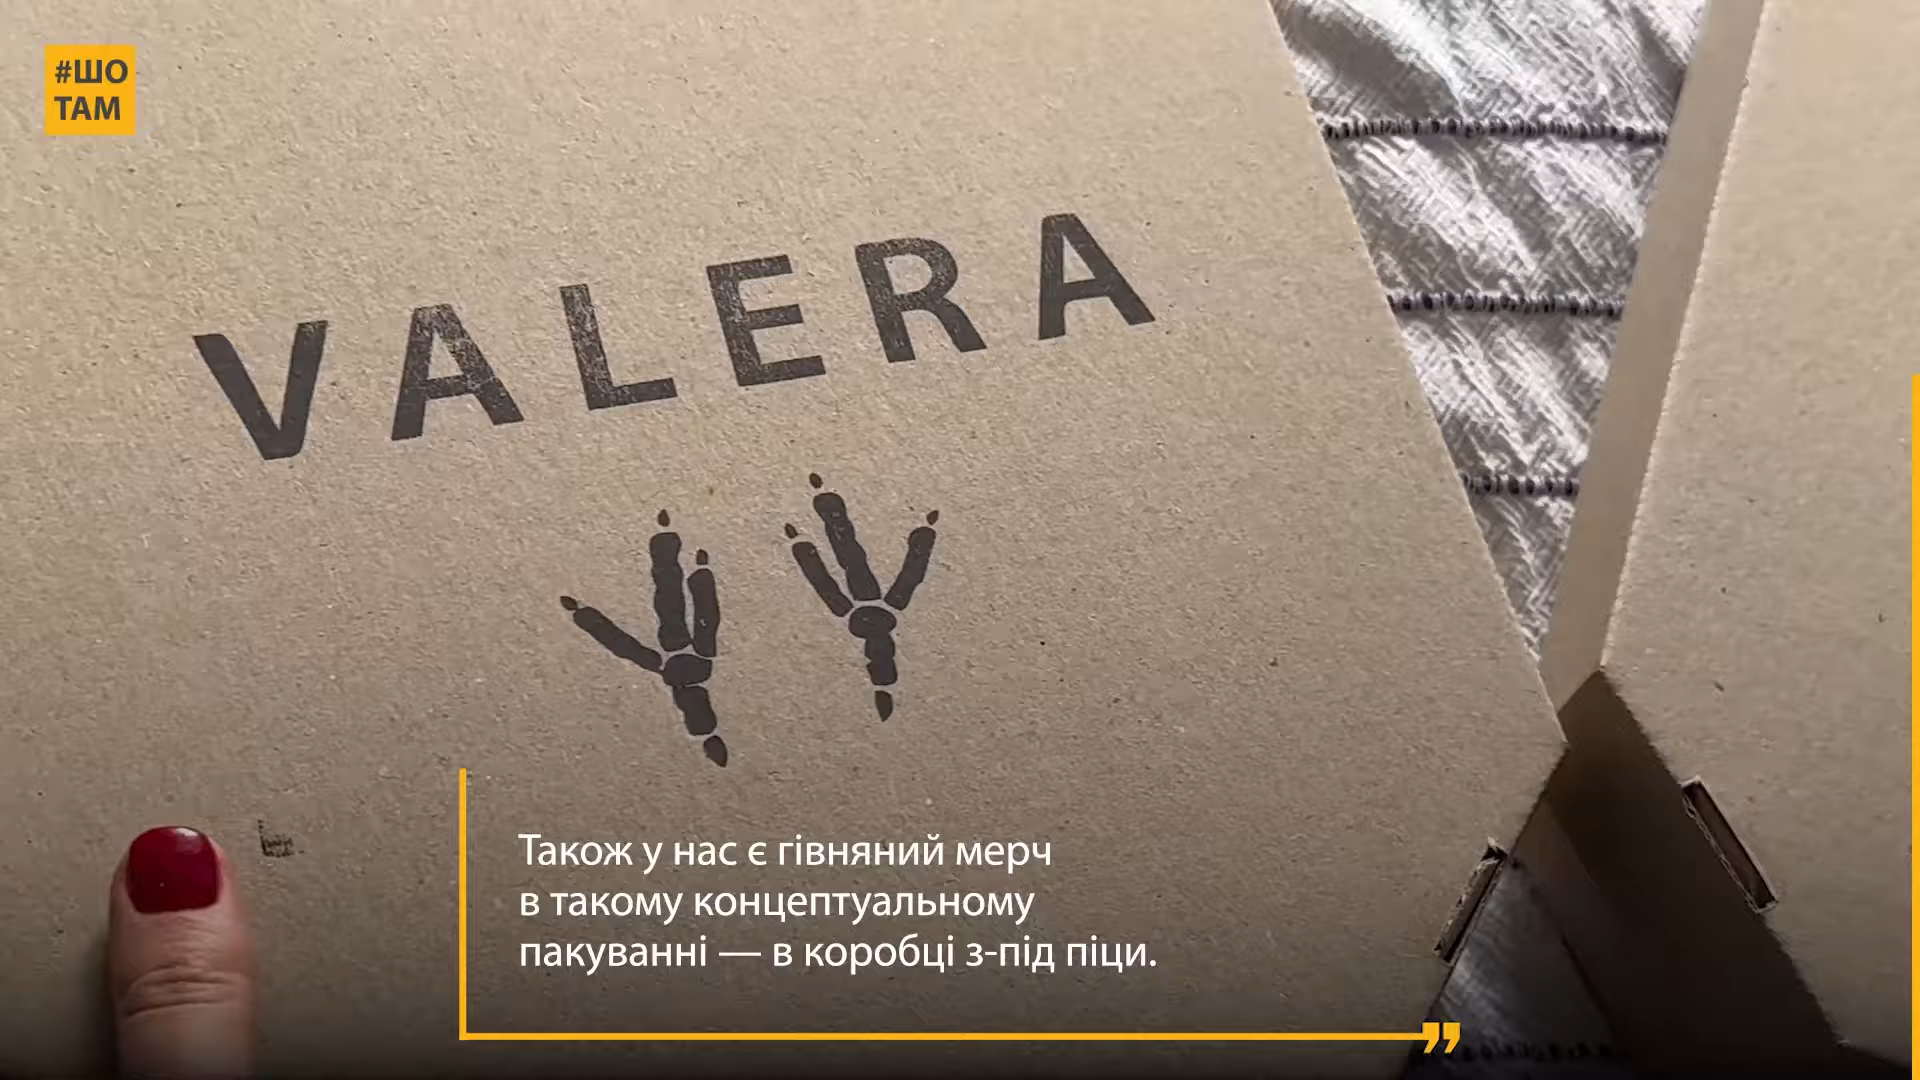 #ШО
ТАМ
VALERA
Також у нас є гівняний мерч
в такому концептуальному
пакуванні — в коробці з-під піци.